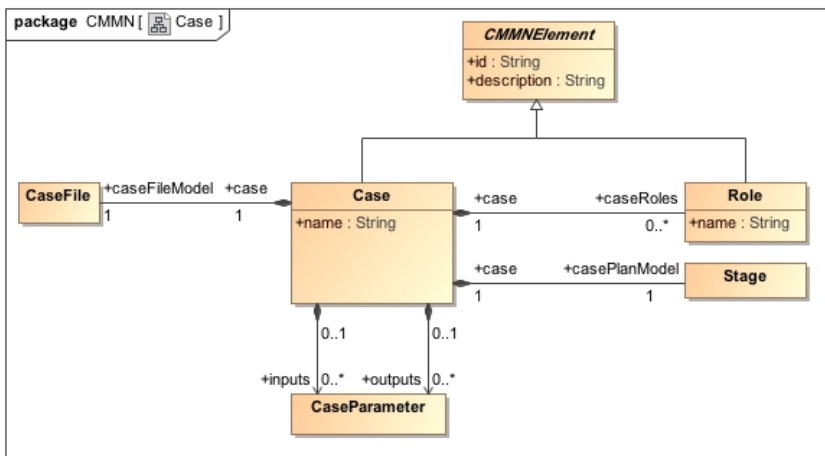 package CMMN [ Case ]
CMMNElement
+id : String
+description : String
CaseFile
+caseFileModel
+case
1
1
Case
+name : String
+case
+caseRoles
1
0..*
Role
+name : String
+case
+casePlanModel
1
1
Stage
0..1
0..1
+inputs
0..*
+outputs
0..*
CaseParameter